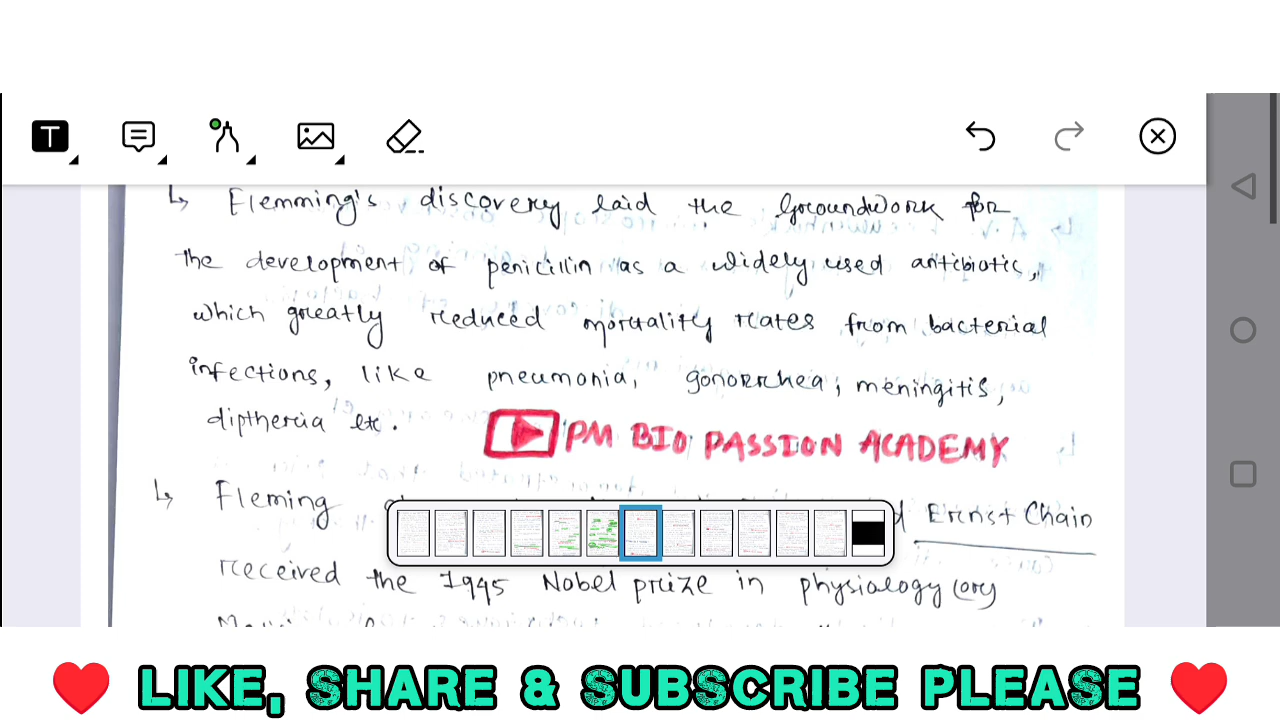 T
↳ Flemming's discovery laid the Groundwork for
the development of penicillin as a widely used antibiotic,
which greatly reduced mortality rates from bacterial
infections, like pneumonia, gonorrhea, meningitis,
diptheria etc.
PM BIO PASSION ACADEMY
↳ Fleming Ernst Chain
received the 1945 Nobel prize in physialogy (or)
LIKE, SHARE & SUBSCRIBE PLEASE